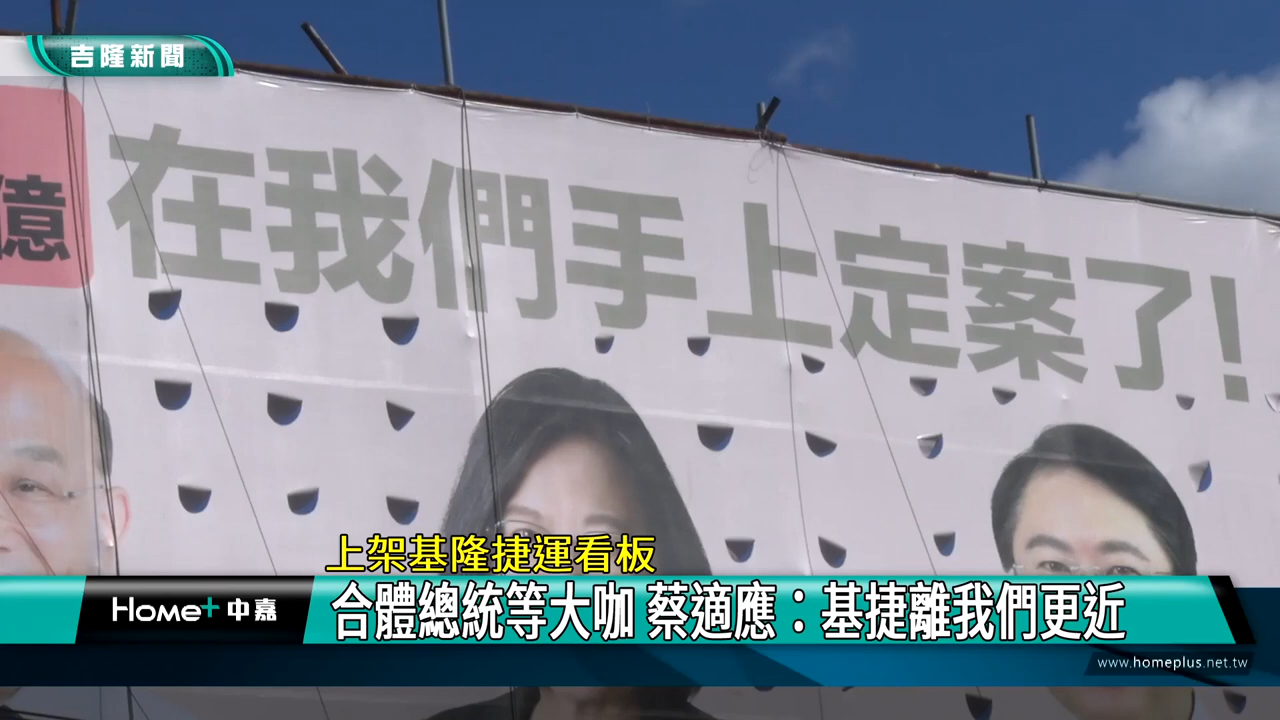 吉隆新聞
億
在我們手上定案了!
上架基隆捷運看板
Home+ 中嘉
合體總統等大咖 蔡適應：基捷離我們更近
www.homeplus.net.tw